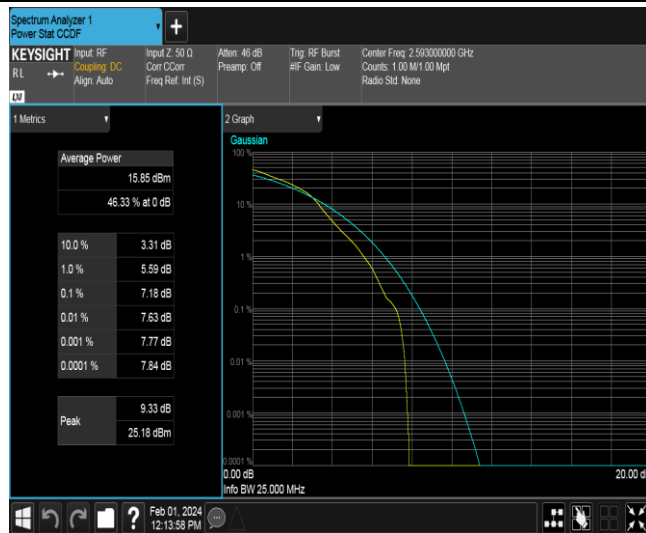 Spectrum Analyzer 1
Power Stat CCDF
+
KEYSIGHT
RL
Input: RF
Coupling: DC
Align: Auto
Input Z: 50 Ω
Corr CCorr
Freq Ref: Int (S)
Atten: 46 dB
Preamp: Off
Trig: RF Burst
#IF Gain: Low
Center Freq: 2.593000000 GHz
Counts: 1.00 M/1.00 Mpt
Radio Std: None
1 Metrics
Average Power
15.85 dBm
46.33 % at 0 dB
10.0 % 3.31 dB
1.0 % 5.59 dB
0.1 % 7.18 dB
0.01 % 7.63 dB
0.001 % 7.77 dB
0.0001 % 7.84 dB
Peak
9.33 dB
25.18 dBm
2 Graph
Gaussian
100 %
10 %
1 %
0.1 %
0.01 %
0.001 %
0.0001 %
0.00 dB
20.00 d
Info BW 25.000 MHz
?
Feb 01, 2024
12:13:58 PM